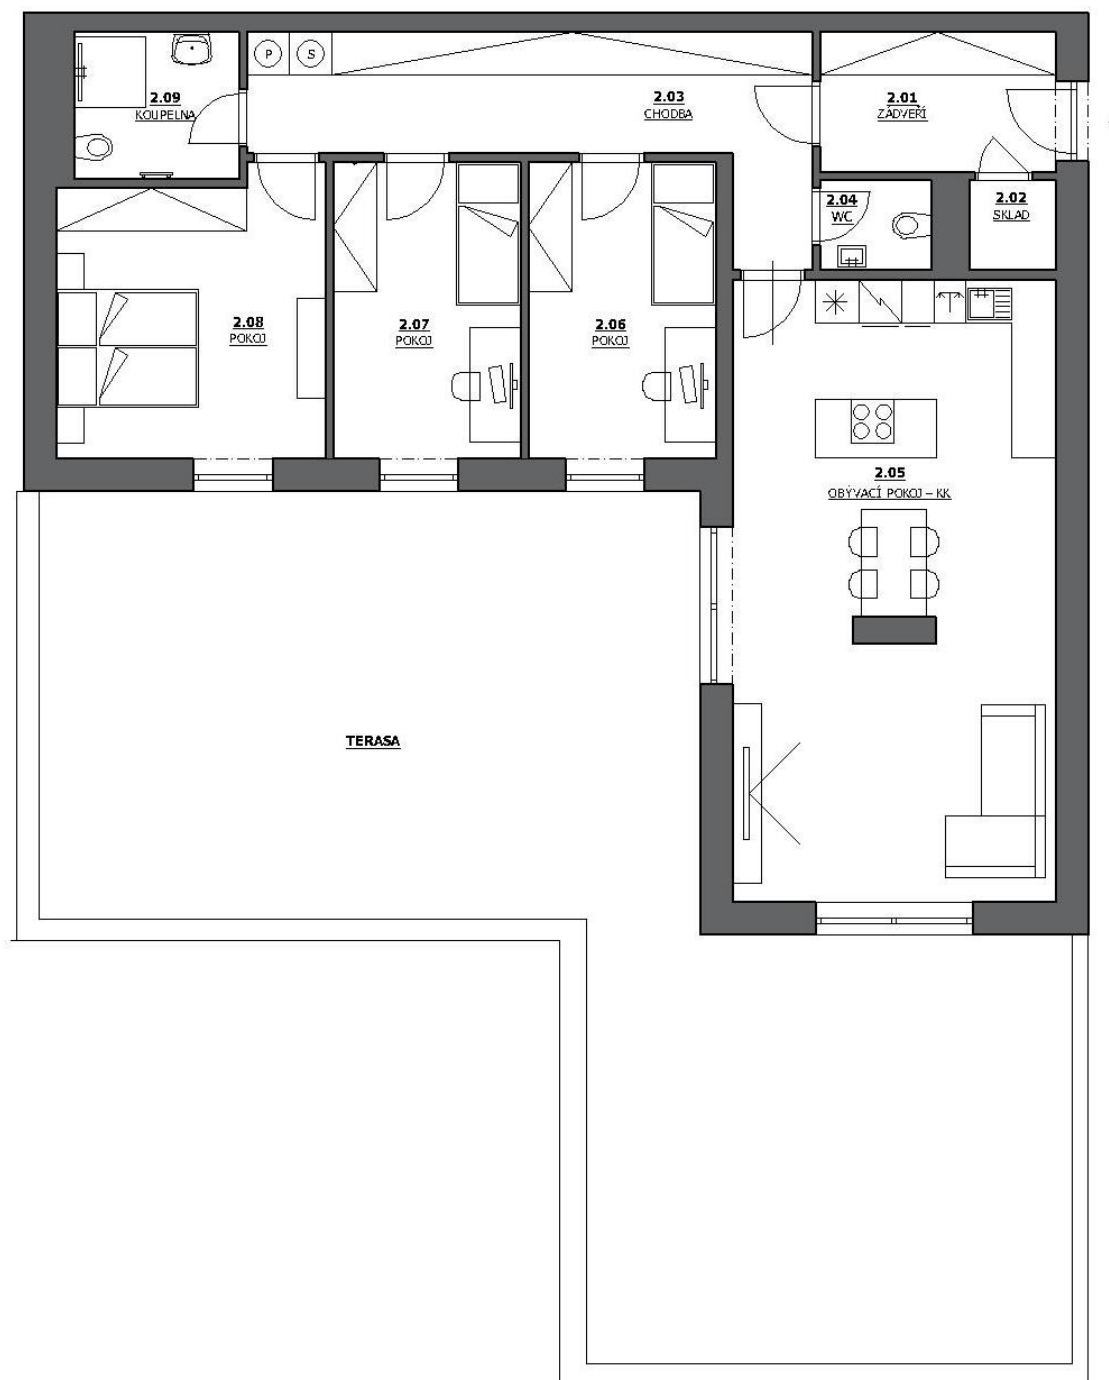 P
S
2.09
KOUPELNA
2.03
CHODBA
2.01
ZÁDVEŘÍ
2.04
WC
2.02
SKLAD
2.08
POKOJ
2.07
POKOJ
2.06
POKOJ
2.05
OBÝVACÍ POKOJ – KK
TERASA